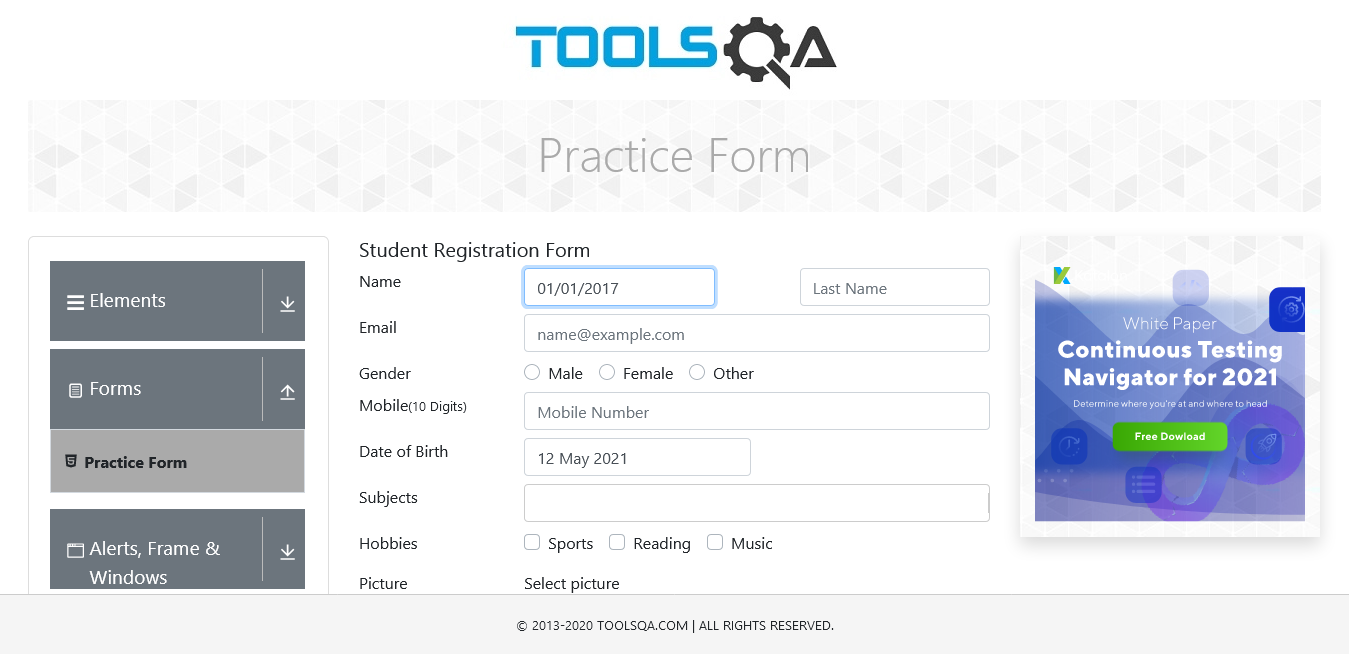 TOOLSQA
Practice Form
Elements
Forms
Practice Form
Alerts, Frame &
Windows
Student Registration Form
Name 01/01/2017 Last Name
Email name@example.com
Gender Male Female Other
Mobile(10 Digits) Mobile Number
Date of Birth 12 May 2021
Subjects
Hobbies Sports Reading Music
Picture Select picture
White Paper
Continuous Testing
Navigator for 2021
Determine where you're at and where to head
Free Dowload
© 2013-2020 TOOLSQA.COM | ALL RIGHTS RESERVED.